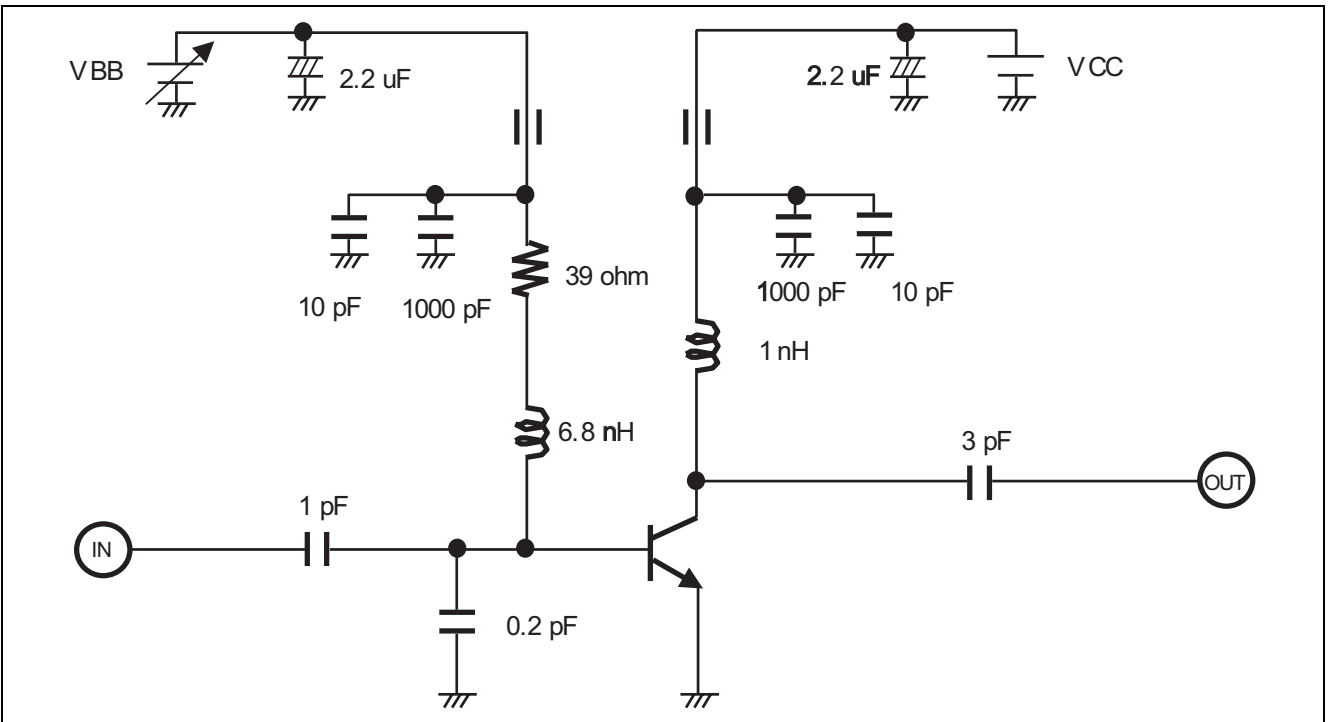 VBB
2.2 uF
2.2 uF
VCC
10 pF
1000 pF
39 ohm
1000 pF
10 pF
1 nH
6.8 nH
3 pF
OUT
1 pF
IN
0.2 pF